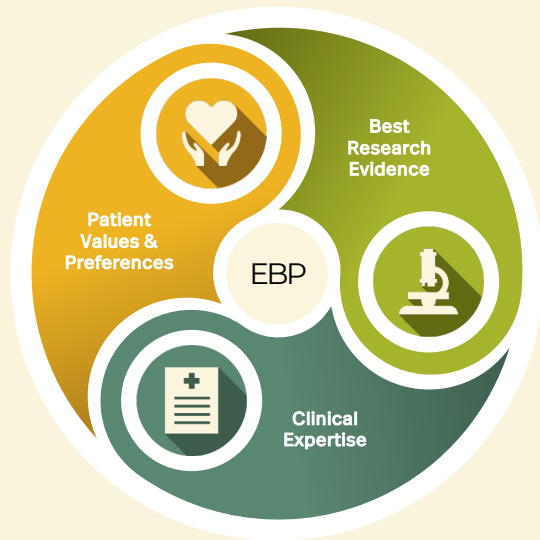 Best
Research
Evidence
Patient
Values &
Preferences
EBP
Clinical
Expertise